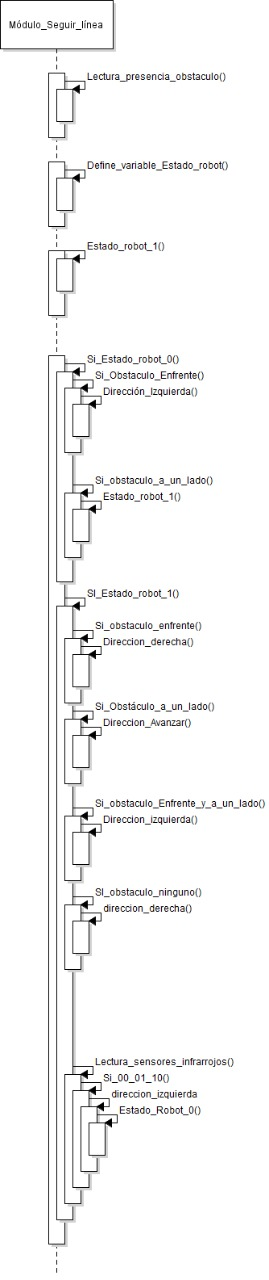 Módulo_Seguir_línea
Lectura_presencia_obstaculo()
Define_variable_Estado_robot()
Estado_robot_1()
Si_Estado_robot_0()
Si_Obstaculo_Enfrente()
Dirección_Izquierda()
Si_obstaculo_a_un_lado()
Estado_robot_1()
SI_Estado_robot_1()
Si_obstaculo_enfrente()
Direccion_derecha()
Si_Obstáculo_a_un_lado()
Direccion_Avanzar()
Si_obstaculo_Enfrente_y_a_un_lado()
Direccion_izquierda()
SI_obstaculo_ninguno()
direccion_derecha()
Lectura_sensores_infrarrojos()
Si_00_01_10()
direccion_izquierda
Estado_Robot_0()